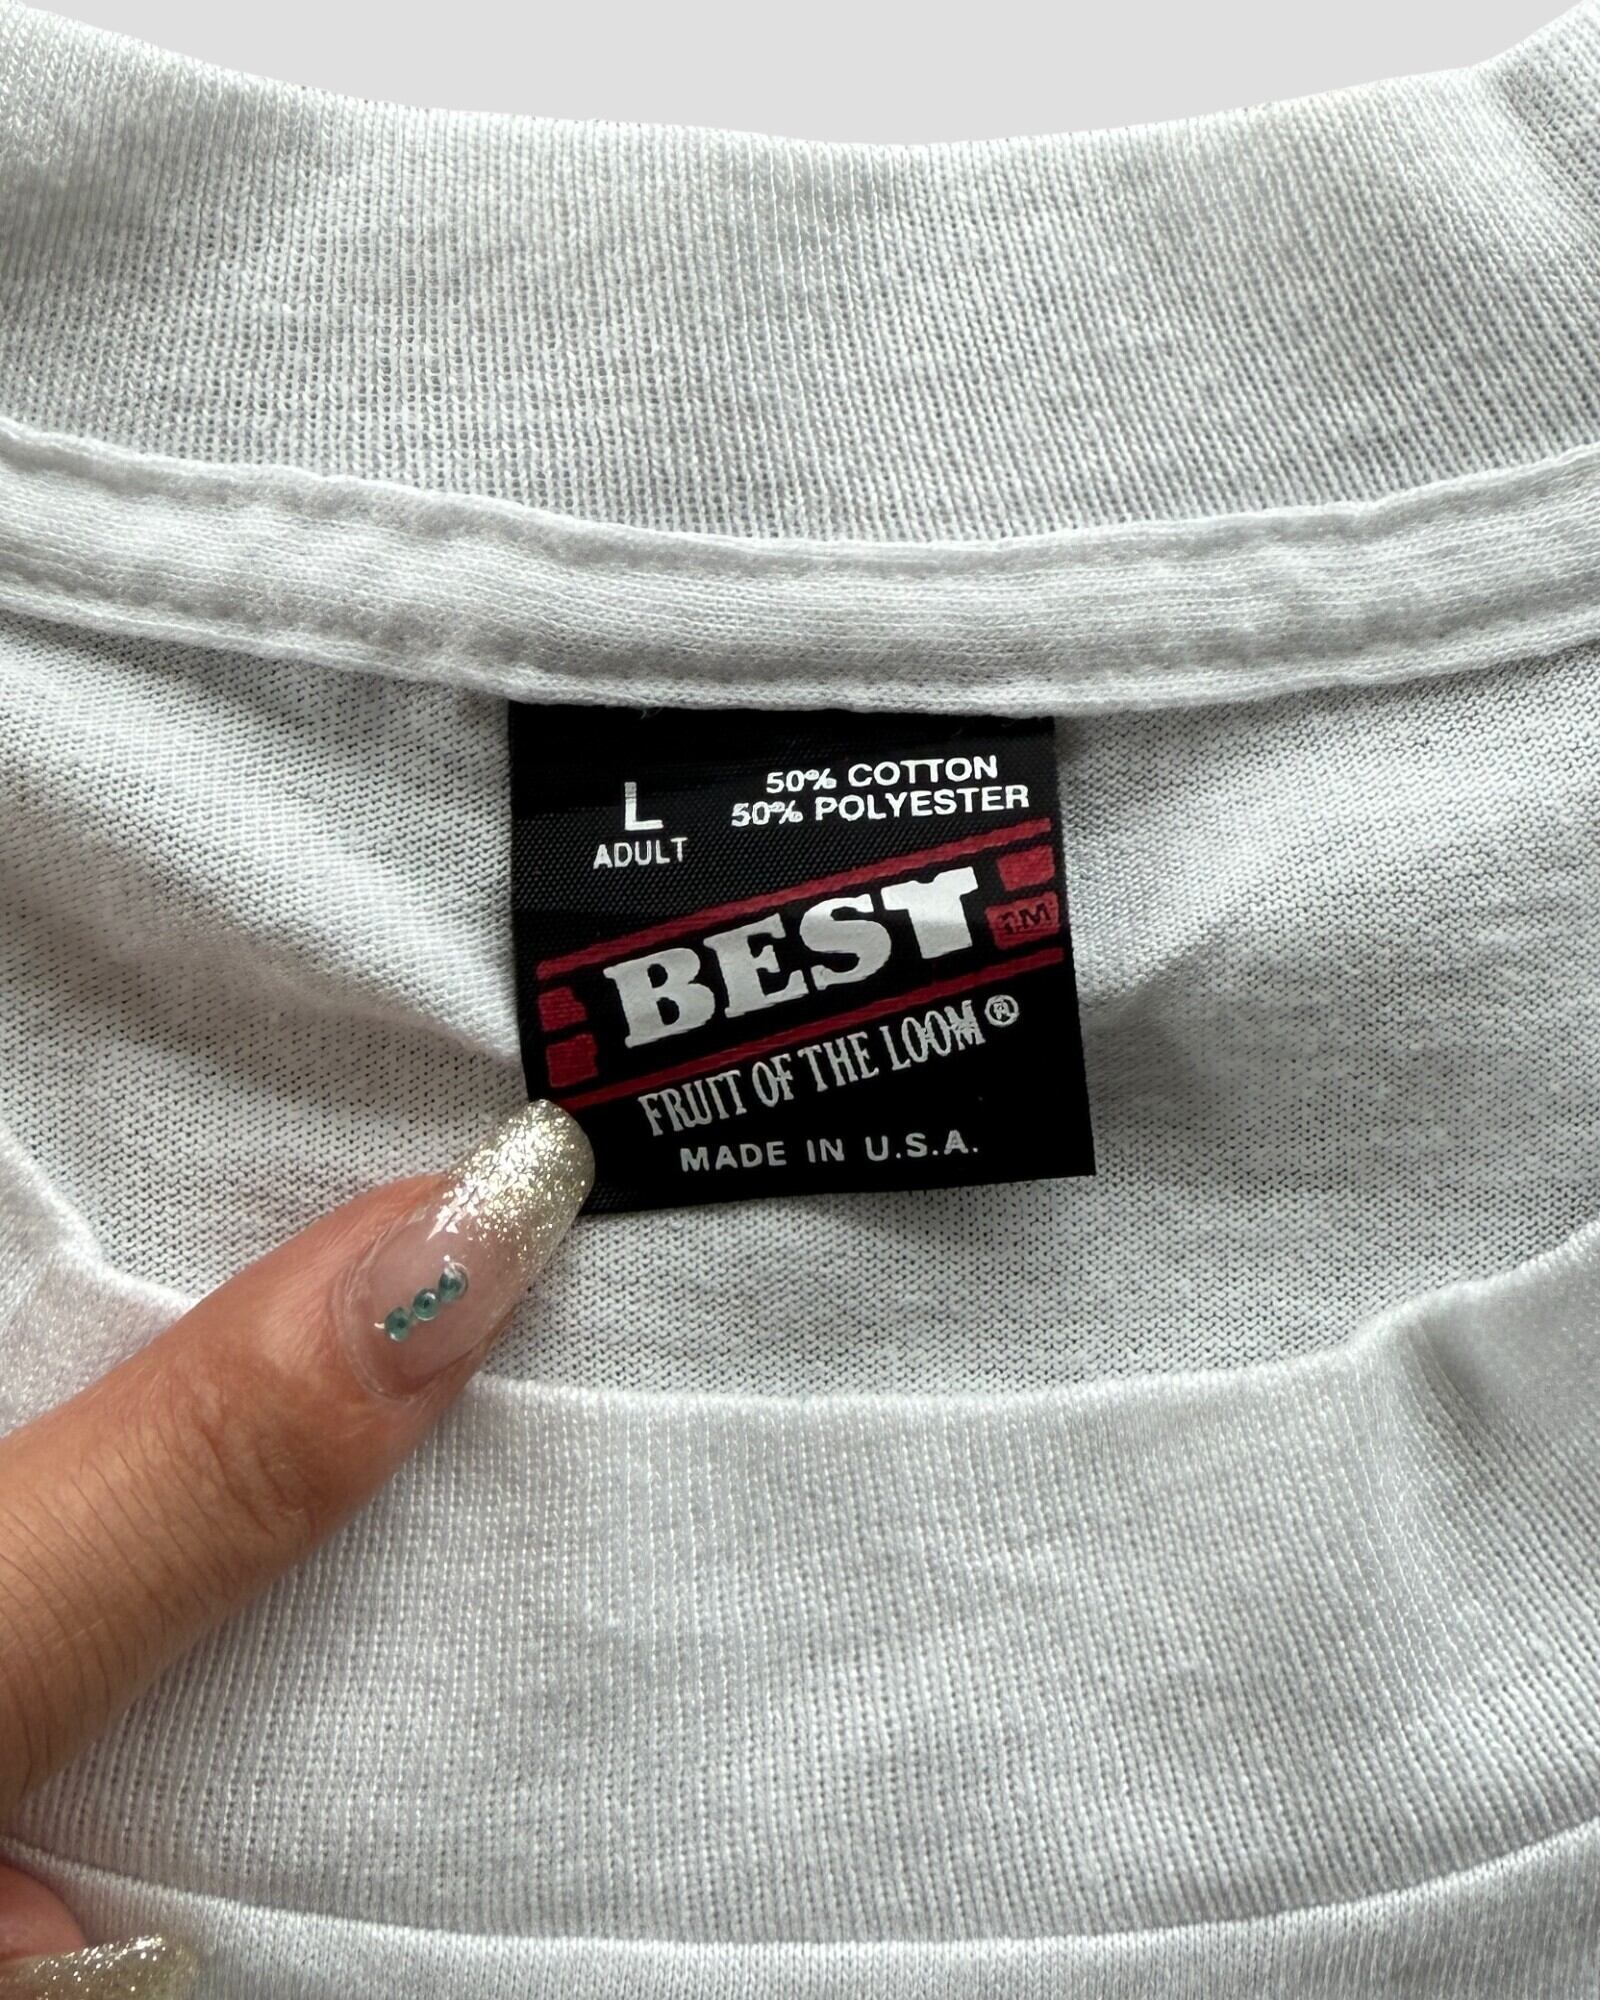 L
ADULT
50% COTTON
50% POLYESTER
BEST
TM
FRUIT OF THE LOOM®
MADE IN U.S.A.